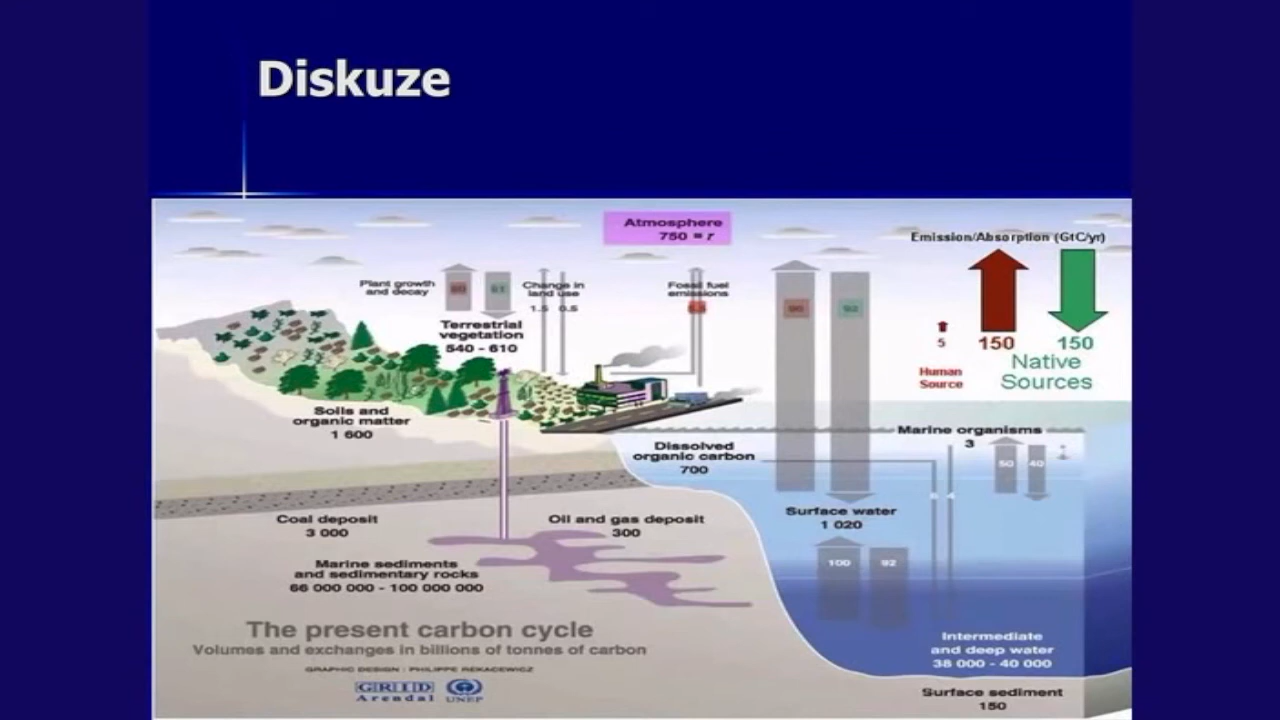 Diskuze
Atmosphere
750 = r
Emission/Absorption (GtC/yr)
Plant growth
and decay
60
61
Change in
land use
1.5 0.5
Fossil fuel
emissions
90
92
Terrestrial
vegetation
540 - 610
5
150
150
Human
Source
Native
Sources
Soils and
organic matter
1 600
Dissolved
organic carbon
700
Marine organisms
3
50
40
Coal deposit
3 000
Oil and gas deposit
300
Surface water
1 020
Marine sediments
and sedimentary rocks
66 000 000 - 100 000 000
100
92
The present carbon cycle
Volumes and exchanges in billions of tonnes of carbon
GRAPHIC DESIGN : PHILIPPE REKACEWICZ
GRID
Arendal
UNEP
Intermediate
and deep water
38 000 - 40 000
Surface sediment
150